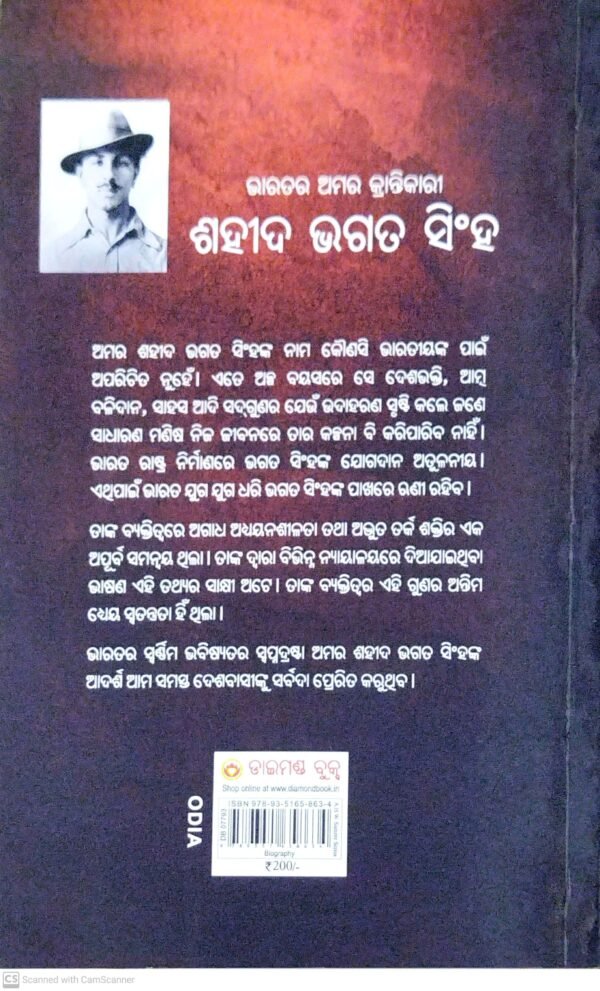 ଭାରତର ଅମର କ୍ରାନ୍ତିକାରୀ
ଶହୀଦ ଭଗତ ସିଂହ
ଅମର ଶହୀଦ ଭଗତ ସିଂହଙ୍କ ନାମ କୌଣସି ଭାରତୀୟଙ୍କ ପାଇଁ
ଅପରିଚିତ ନୁହେଁ। ଏତେ ଅଳ୍ପ ବୟସରେ ସେ ଦେଶଭକ୍ତି, ଆତ୍ମ
ବଳିଦାନ, ସାହସ ଆଦି ସଦ୍‌ଗୁଣର ଯେଉଁ ଉଦାହରଣ ସୃଷ୍ଟି କଲେ ଜଣେ
ସାଧାରଣ ମଣିଷ ନିଜ ଜୀବନରେ ତାର କଳ୍ପନା ବି କରିପାରିବ ନାହିଁ।
ଭାରତ ରାଷ୍ଟ୍ର ନିର୍ମାଣରେ ଭଗତ ସିଂହଙ୍କ ଯୋଗଦାନ ଅତୁଳନୀୟ।
ଏଥିପାଇଁ ଭାରତ ଯୁଗ ଯୁଗ ଧରି ଭଗତ ସିଂହଙ୍କ ପାଖରେ ଋଣୀ ରହିବ।
ତାଙ୍କ ବ୍ୟକ୍ତିତ୍ୱରେ ଅଗାଧ ଅଧ୍ୟୟନଶୀଳତା ତଥା ଅଦ୍ଭୁତ ତର୍କ ଶକ୍ତିର ଏକ
ଅପୂର୍ବ ସମନ୍ୱୟ ଥିଲା। ତାଙ୍କ ଦ୍ୱାରା ବିଭିନ୍ନ ନ୍ୟାୟାଳୟରେ ଦିଆଯାଇଥିବା
ଭାଷଣ ଏହି ତଥ୍ୟର ସାକ୍ଷୀ ଅଟେ। ତାଙ୍କ ବ୍ୟକ୍ତିତ୍ୱର ଏହି ଗୁଣର ଅନ୍ତିମ
ଧ୍ୟେୟ ସ୍ୱତନ୍ତ୍ରତା ହିଁ ଥିଲା।
ଭାରତର ସ୍ୱର୍ଣ୍ଣିମ ଭବିଷ୍ୟତର ସ୍ୱପ୍ନଦ୍ରଷ୍ଟା ଅମର ଶହୀଦ ଭଗତ ସିଂହଙ୍କ
ଆଦର୍ଶ ଆମ ସମସ୍ତ ଦେଶବାସୀଙ୍କୁ ସର୍ବଦା ପ୍ରେରିତ କରୁଥିବ।
ଡାଇମଣ୍ଡ ବୁକ୍ସ
Shop online at www.diamondbook.in
ISBN 978-93-5165-863-4
DB 07793
Biography
₹200/-
ODIA
CS Scanned with CamScanner